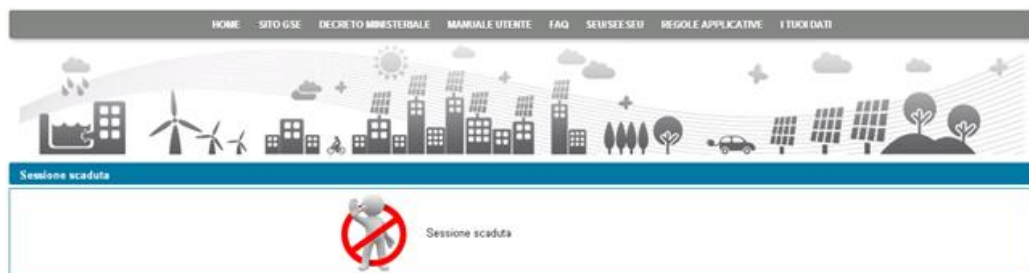 HOME SITO GSE DECRETO MINISTERIALE MANUALE UTENTE FAQ SEU/SEESEU REGOLE APPLICATIVE I TUOI DATI
Sessione scaduta
Sessione scaduta